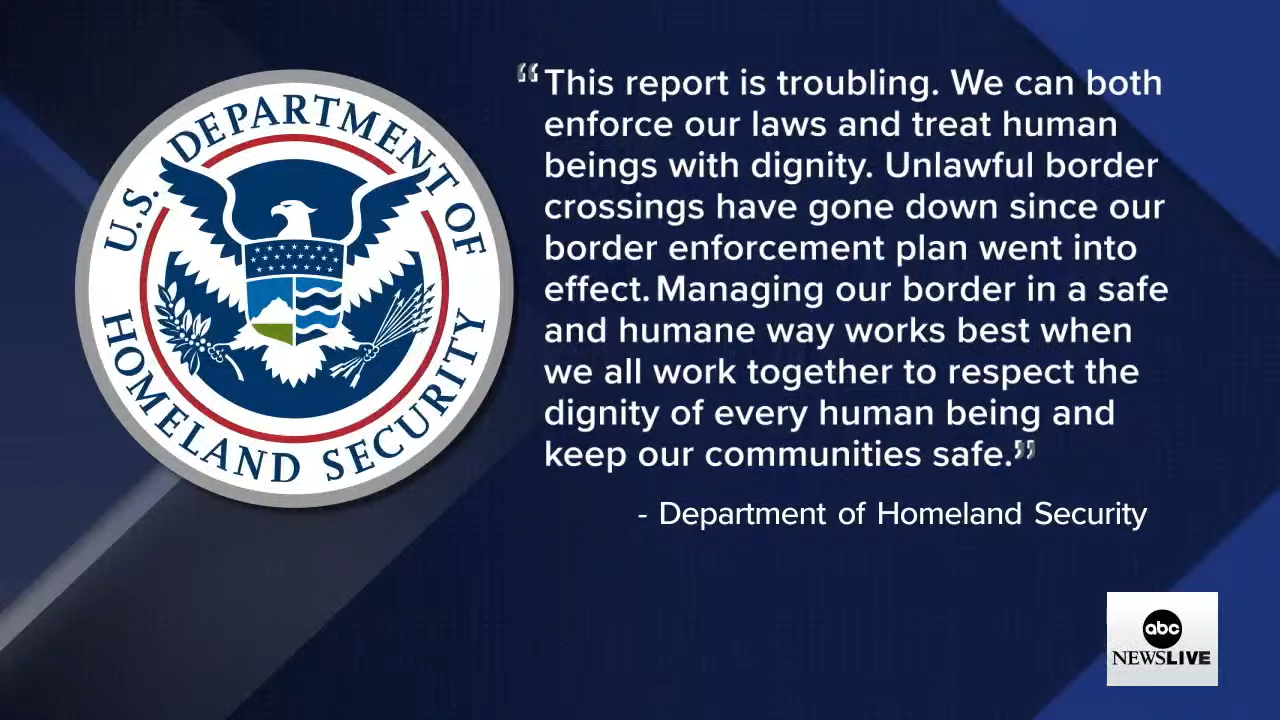 U.S. DEPARTMENT OF
HOMELAND SECURITY
“This report is troubling. We can both
enforce our laws and treat human
beings with dignity. Unlawful border
crossings have gone down since our
border enforcement plan went into
effect. Managing our border in a safe
and humane way works best when
we all work together to respect the
dignity of every human being and
keep our communities safe.”
- Department of Homeland Security
abc
NEWSLIVE